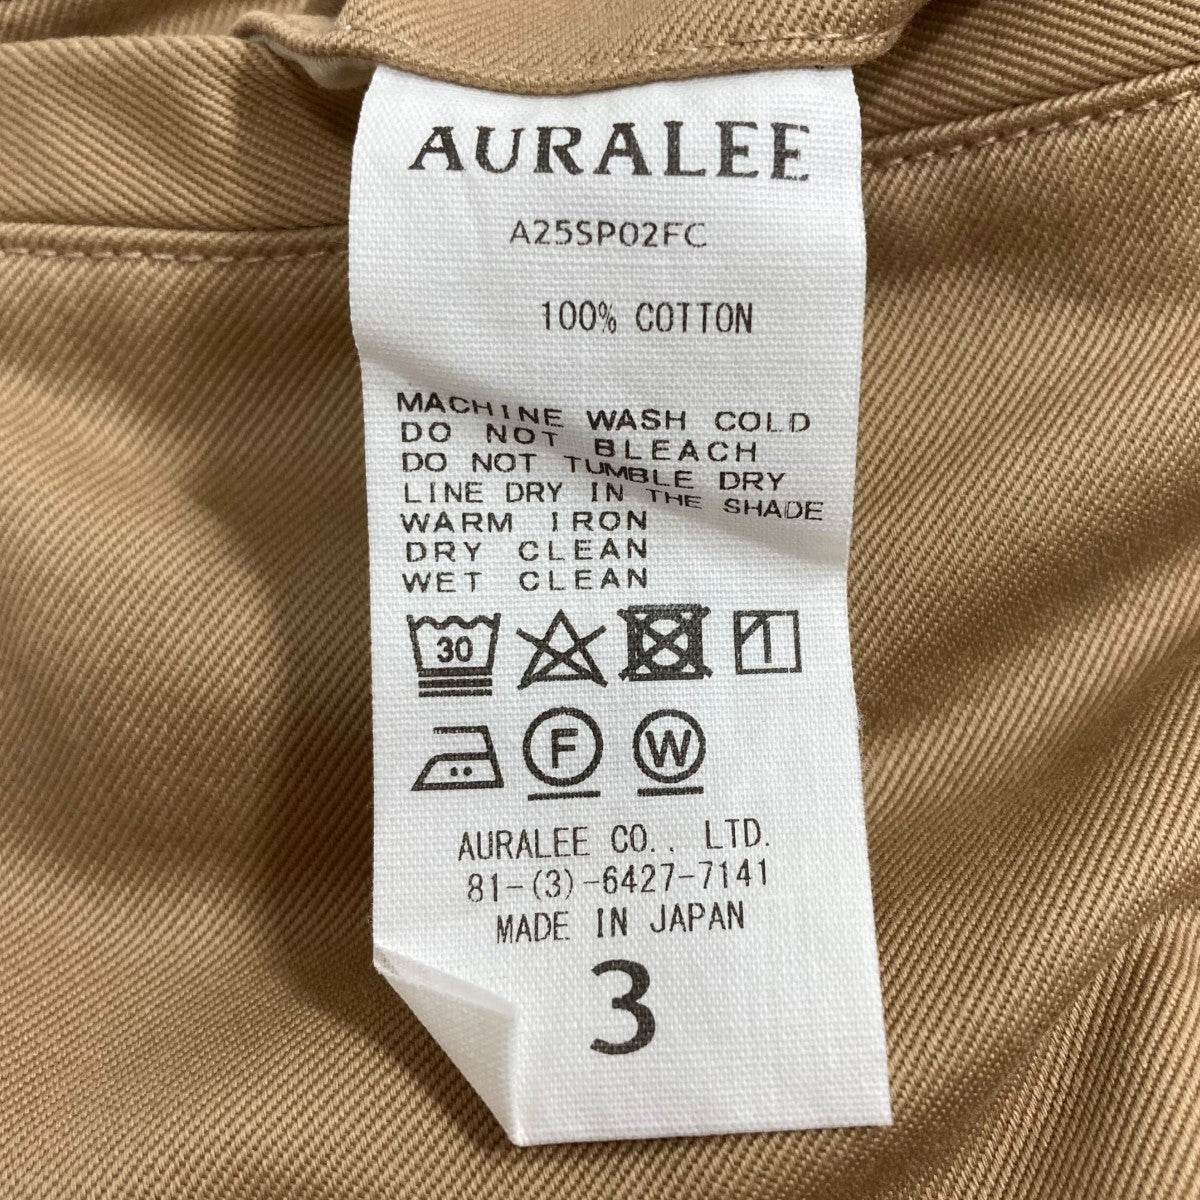 AURALEE
A25SP02FC
100% COTTON
MACHINE WASH COLD
DO NOT BLEACH
DO NOT TUMBLE DRY
LINE DRY IN THE SHADE
WARM IRON
DRY CLEAN
WET CLEAN
30
F W
AURALEE CO., LTD.
81-(3)-6427-7141
MADE IN JAPAN
3